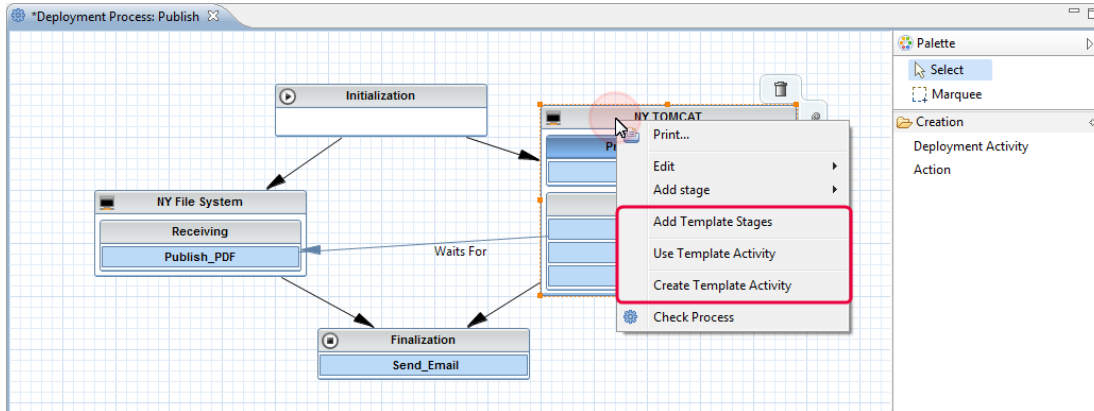 *Deployment Process: Publish
Palette
Select
Marquee
Creation
Deployment Activity
Action
Initialization
NY TOMCAT
Print...
Edit
Add stage
Add Template Stages
Use Template Activity
Create Template Activity
Check Process
NY File System
Receiving
Publish_PDF
Waits For
Finalization
Send_Email